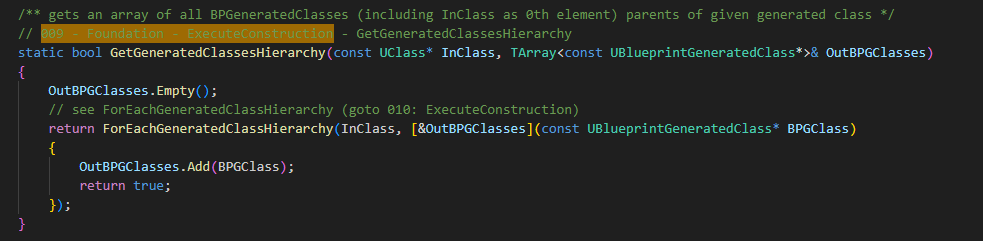 /** gets an array of all BPGeneratedClasses (including InClass as 0th element) parents of given generated class */
// 009 - Foundation - ExecuteConstruction - GetGeneratedClassesHierarchy
static bool GetGeneratedClassesHierarchy(const UClass* InClass, TArray<const UBlueprintGeneratedClass*>& OutBPGClasses)
{
    OutBPGClasses.Empty();
    // see ForEachGeneratedClassHierarchy (goto 010: ExecuteConstruction)
    return ForEachGeneratedClassHierarchy(InClass, [&OutBPGClasses](const UBlueprintGeneratedClass* BPGClass)
    {
        OutBPGClasses.Add(BPGClass);
        return true;
    });
}